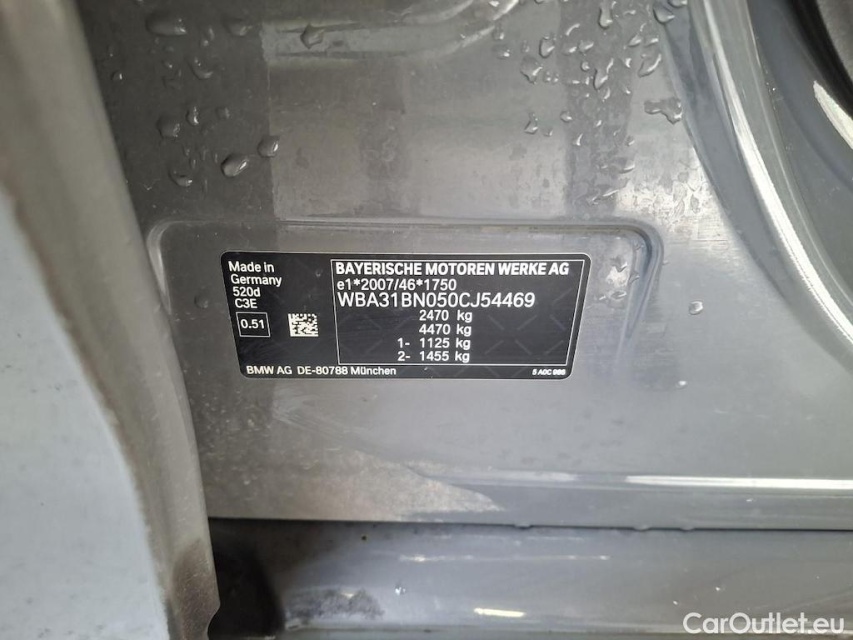 Made in
Germany
520d
C3E
0.51
BAYERISCHE MOTOREN WERKE AG
e1*2007/46*1750
WBA31BN050CJ54469
2470 kg
4470 kg
1- 1125 kg
2- 1455 kg
BMW AG DE-80788 München
CarOutlet.eu